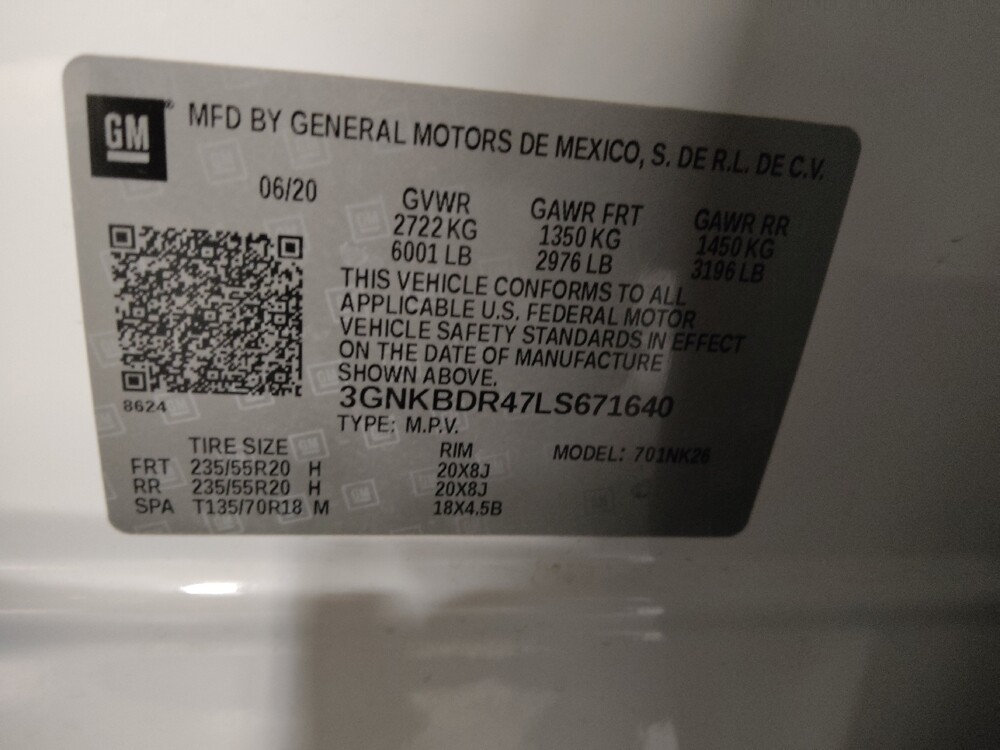 GM® MFD BY GENERAL MOTORS DE MEXICO, S. DE R.L. DE C.V.
06/20 GVWR GAWR FRT GAWR RR
2722 KG 1350 KG 1450 KG
6001 LB 2976 LB 3196 LB
THIS VEHICLE CONFORMS TO ALL
APPLICABLE U.S. FEDERAL MOTOR
VEHICLE SAFETY STANDARDS IN EFFECT
ON THE DATE OF MANUFACTURE
SHOWN ABOVE.
8624 3GNKBDR47LS671640
TYPE: M.P.V.
TIRE SIZE RIM MODEL: 701NK26
FRT 235/55R20 H 20X8J
RR 235/55R20 H 20X8J
SPA T135/70R18 M 18X4.5B